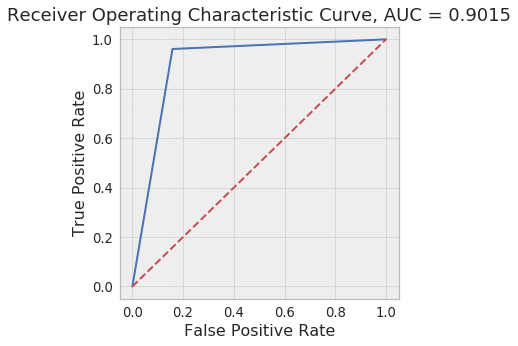 Receiver Operating Characteristic Curve, AUC = 0.9015
1.0
0.8
0.6
0.4
0.2
0.0
True Positive Rate
0.0 0.2 0.4 0.6 0.8 1.0
False Positive Rate